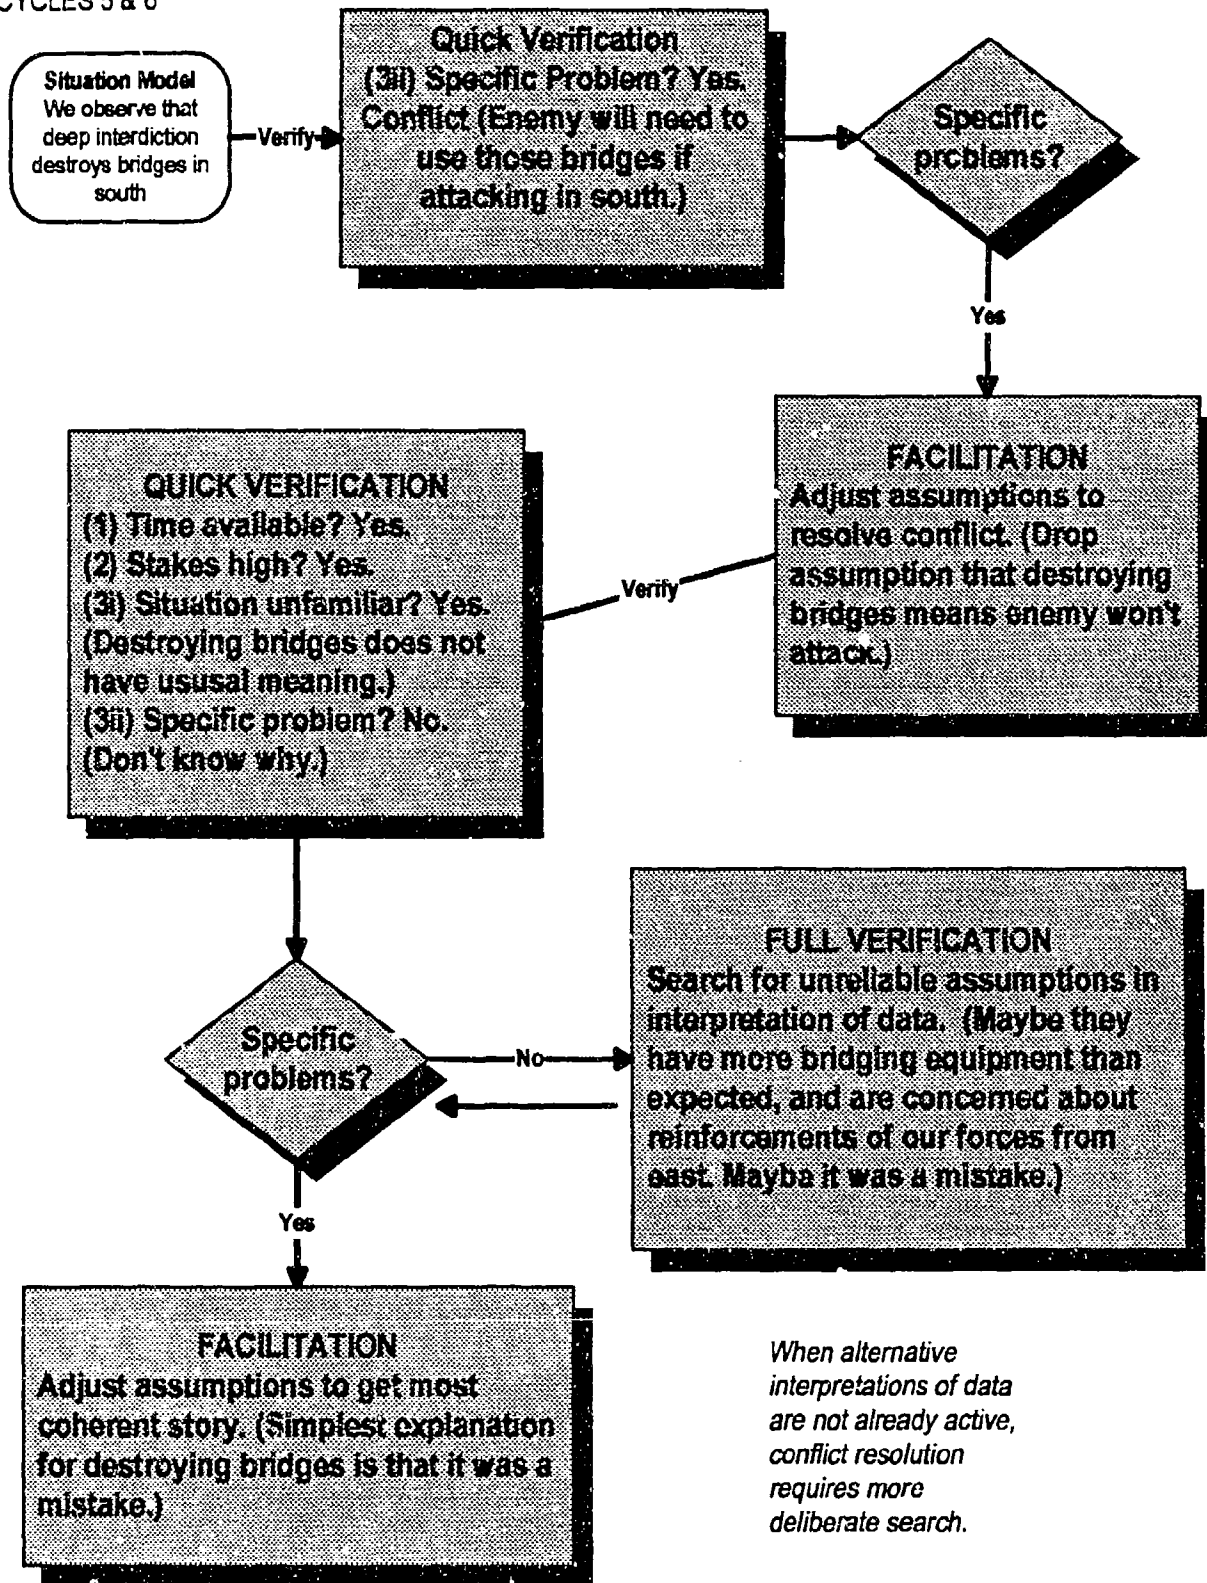 CYCLES 5 & 6
Situation Model
We observe that
deep interdiction
destroys bridges in
south
Verify
Quick Verification
(3ii) Specific Problem? Yes.
Conflict (Enemy will need to
use those bridges if
attacking in south.)
Specific
problems?
Yes
FACILITATION
Adjust assumptions to
resolve conflict. (Drop
assumption that destroying
bridges means enemy won't
attack.)
Verify
QUICK VERIFICATION
(1) Time available? Yes.
(2) Stakes high? Yes.
(3i) Situation unfamiliar? Yes.
(Destroying bridges does not
have ususal meaning.)
(3ii) Specific problem? No.
(Don't know why.)
Specific
problems?
No
FULL VERIFICATION
Search for unreliable assumptions in
interpretation of data. (Maybe they
have more bridging equipment than
expected, and are concerned about
reinforcements of our forces from
east. Maybe it was a mistake.)
Yes
FACILITATION
Adjust assumptions to get most
coherent story. (Simplest explanation
for destroying bridges is that it was a
mistake.)
When alternative
interpretations of data
are not already active,
conflict resolution
requires more
deliberate search.